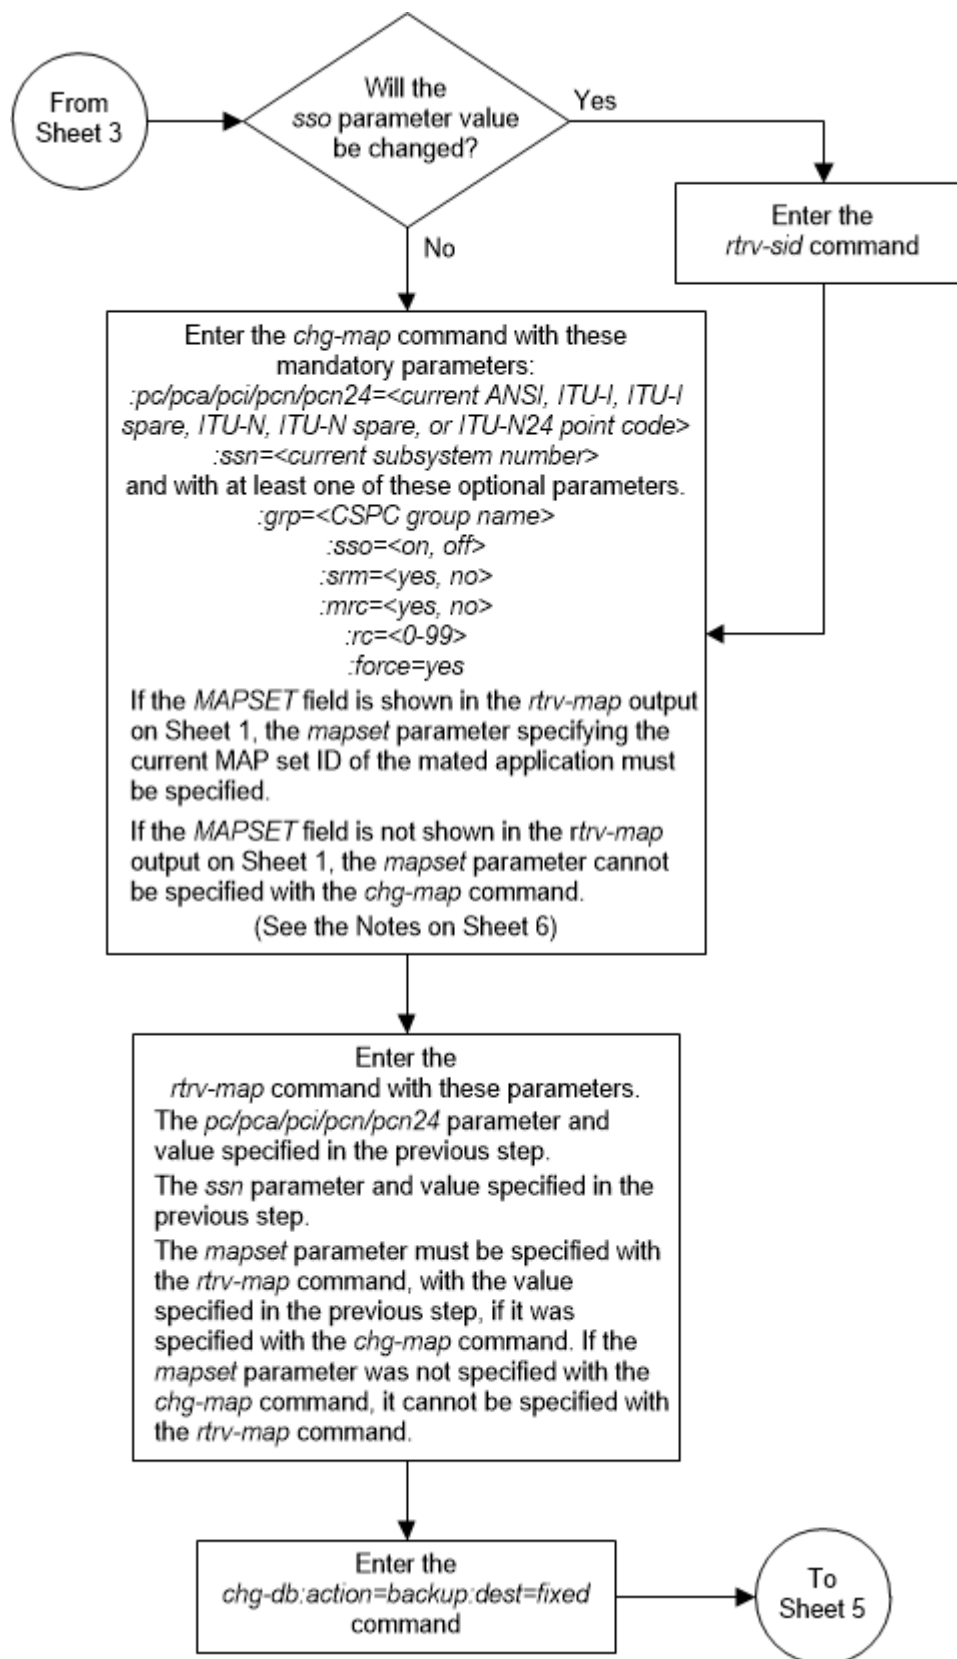 From
Sheet 3
Will the
sso parameter value
be changed?
Yes
No
Enter the
rtrv-sid command
Enter the chg-map command with these
mandatory parameters:
:pc/pca/pci/pcn/pcn24=<current ANSI, ITU-I, ITU-I
spare, ITU-N, ITU-N spare, or ITU-N24 point code>
:ssn=<current subsystem number>
and with at least one of these optional parameters.
:grp=<CSPC group name>
:sso=<on, off>
:srm=<yes, no>
:mrc=<yes, no>
:rc=<0-99>
:force=yes
If the MAPSET field is shown in the rtrv-map output
on Sheet 1, the mapset parameter specifying the
current MAP set ID of the mated application must
be specified.
If the MAPSET field is not shown in the rtrv-map
output on Sheet 1, the mapset parameter cannot
be specified with the chg-map command.
(See the Notes on Sheet 6)
Enter the
rtrv-map command with these parameters.
The pc/pca/pci/pcn/pcn24 parameter and
value specified in the previous step.
The ssn parameter and value specified in the
previous step.
The mapset parameter must be specified with
the rtrv-map command, with the value
specified in the previous step, if it was
specified with the chg-map command. If the
mapset parameter was not specified with the
chg-map command, it cannot be specified with
the rtrv-map command.
Enter the
chg-db:action=backup:dest=fixed
command
To
Sheet 5